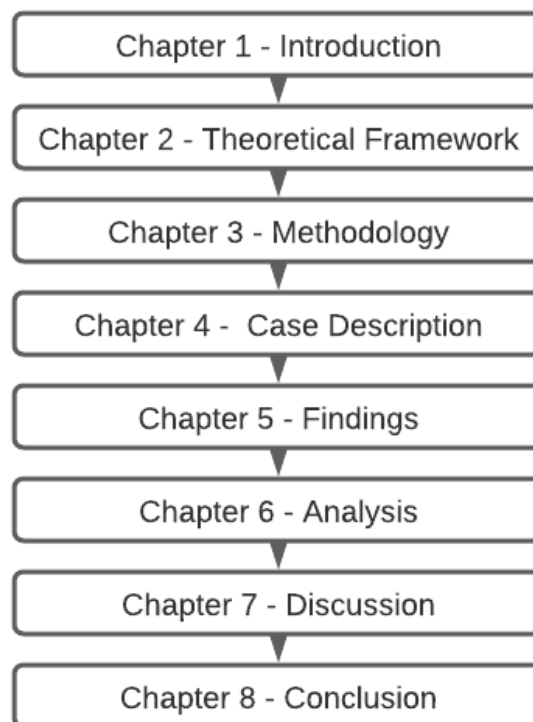 Chapter 1 - Introduction
Chapter 2 - Theoretical Framework
Chapter 3 - Methodology
Chapter 4 -  Case Description
Chapter 5 - Findings
Chapter 6 - Analysis
Chapter 7 - Discussion
Chapter 8 - Conclusion